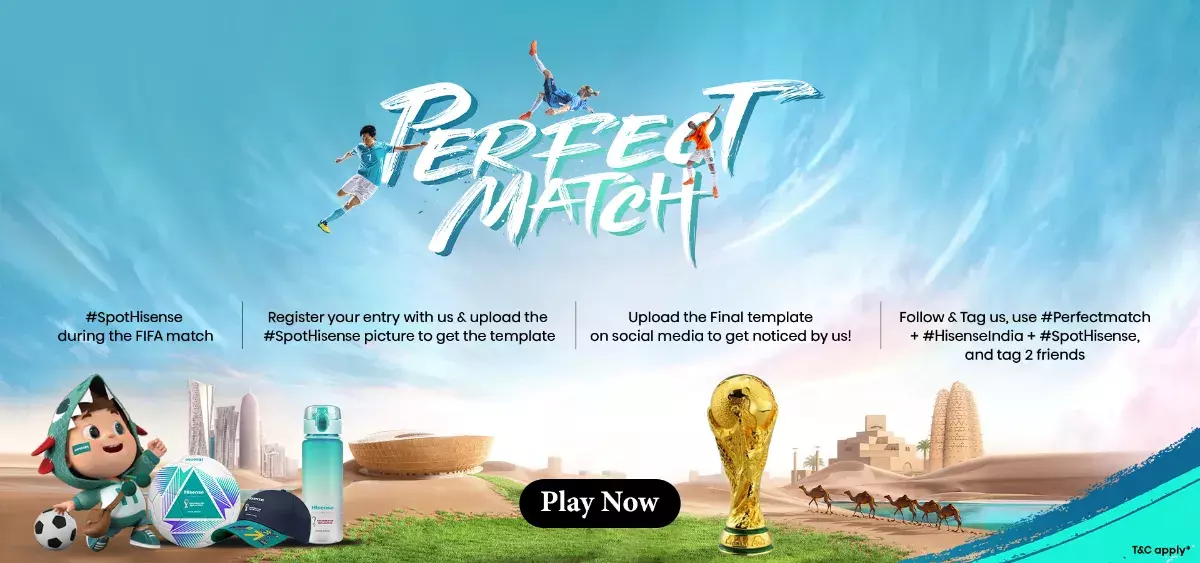 PERFECT
MATCH
#SpotHisense
during the FIFA match
Register your entry with us & upload the
#SpotHisense picture to get the template
Upload the Final template
on social media to get noticed by us!
Follow & Tag us, use #Perfectmatch
+ #HisenseIndia + #SpotHisense,
and tag 2 friends
Hisense
Hisense
Play Now
T&C apply*